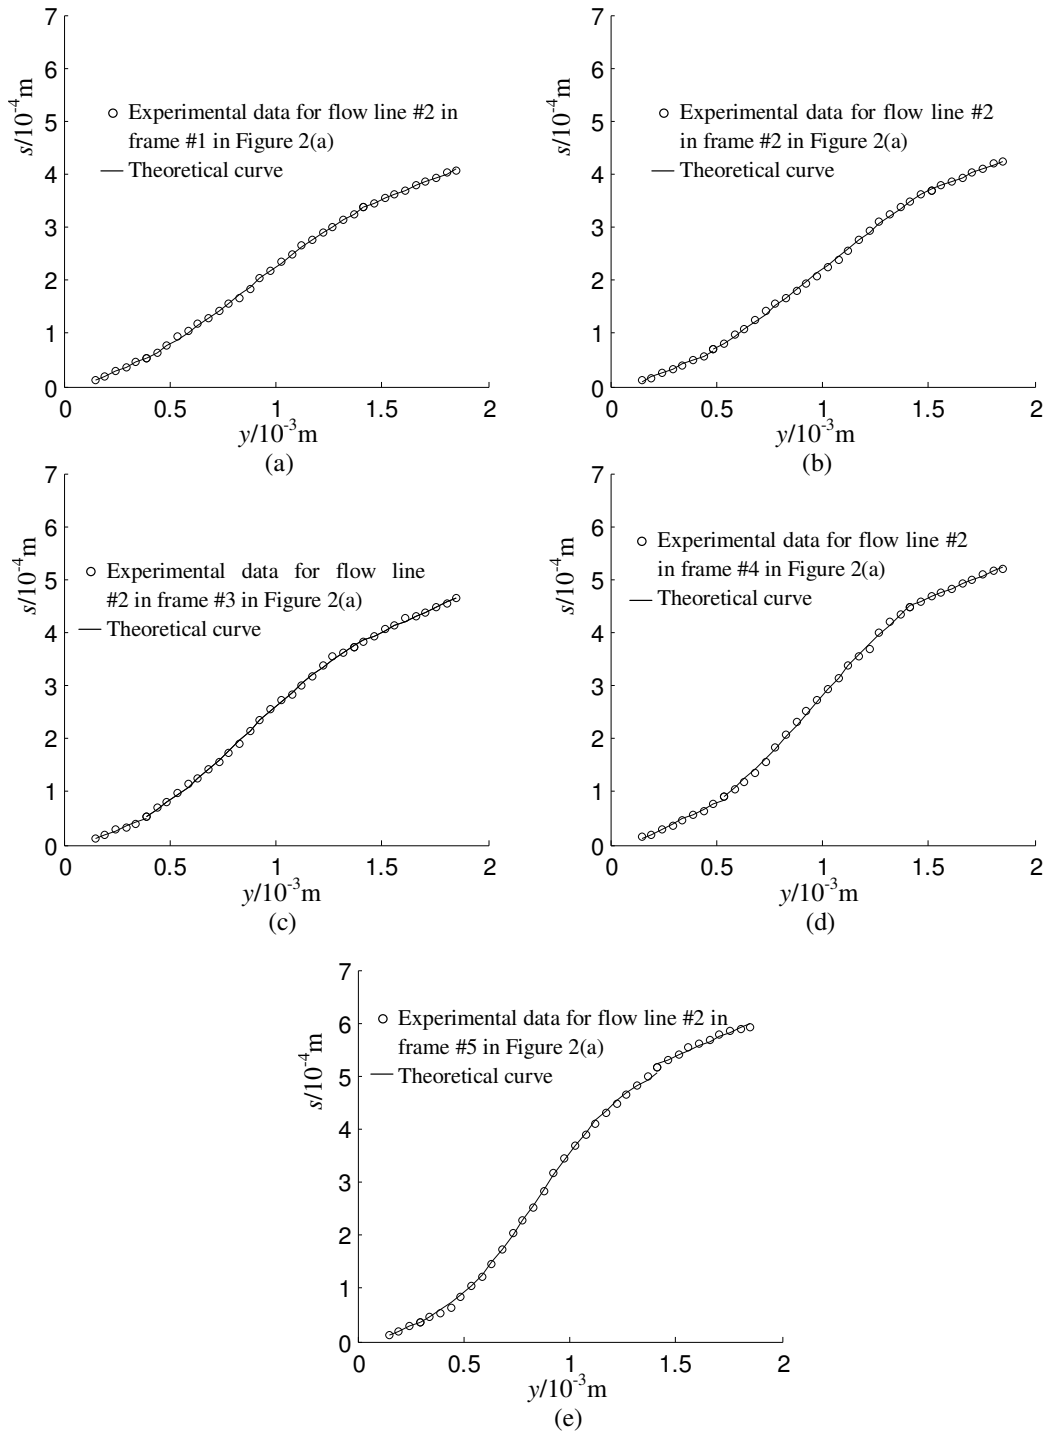 7
6
5
4
3
2
1
0
s/10-4m
Experimental data for flow line #2 in
frame #1 in Figure 2(a)
Theoretical curve
0 0.5 1 1.5 2
y/10-3m
(a)
7
6
5
4
3
2
1
0
s/10-4m
Experimental data for flow line #2
in frame #2 in Figure 2(a)
Theoretical curve
0 0.5 1 1.5 2
y/10-3m
(b)
7
6
5
4
3
2
1
0
s/10-4m
Experimental data for flow line
#2 in frame #3 in Figure 2(a)
Theoretical curve
0 0.5 1 1.5 2
y/10-3m
(c)
7
6
5
4
3
2
1
0
s/10-4m
Experimental data for flow line #2
in frame #4 in Figure 2(a)
Theoretical curve
0 0.5 1 1.5 2
y/10-3m
(d)
7
6
5
4
3
2
1
0
s/10-4m
Experimental data for flow line #2 in
frame #5 in Figure 2(a)
Theoretical curve
0 0.5 1 1.5 2
y/10-3m
(e)